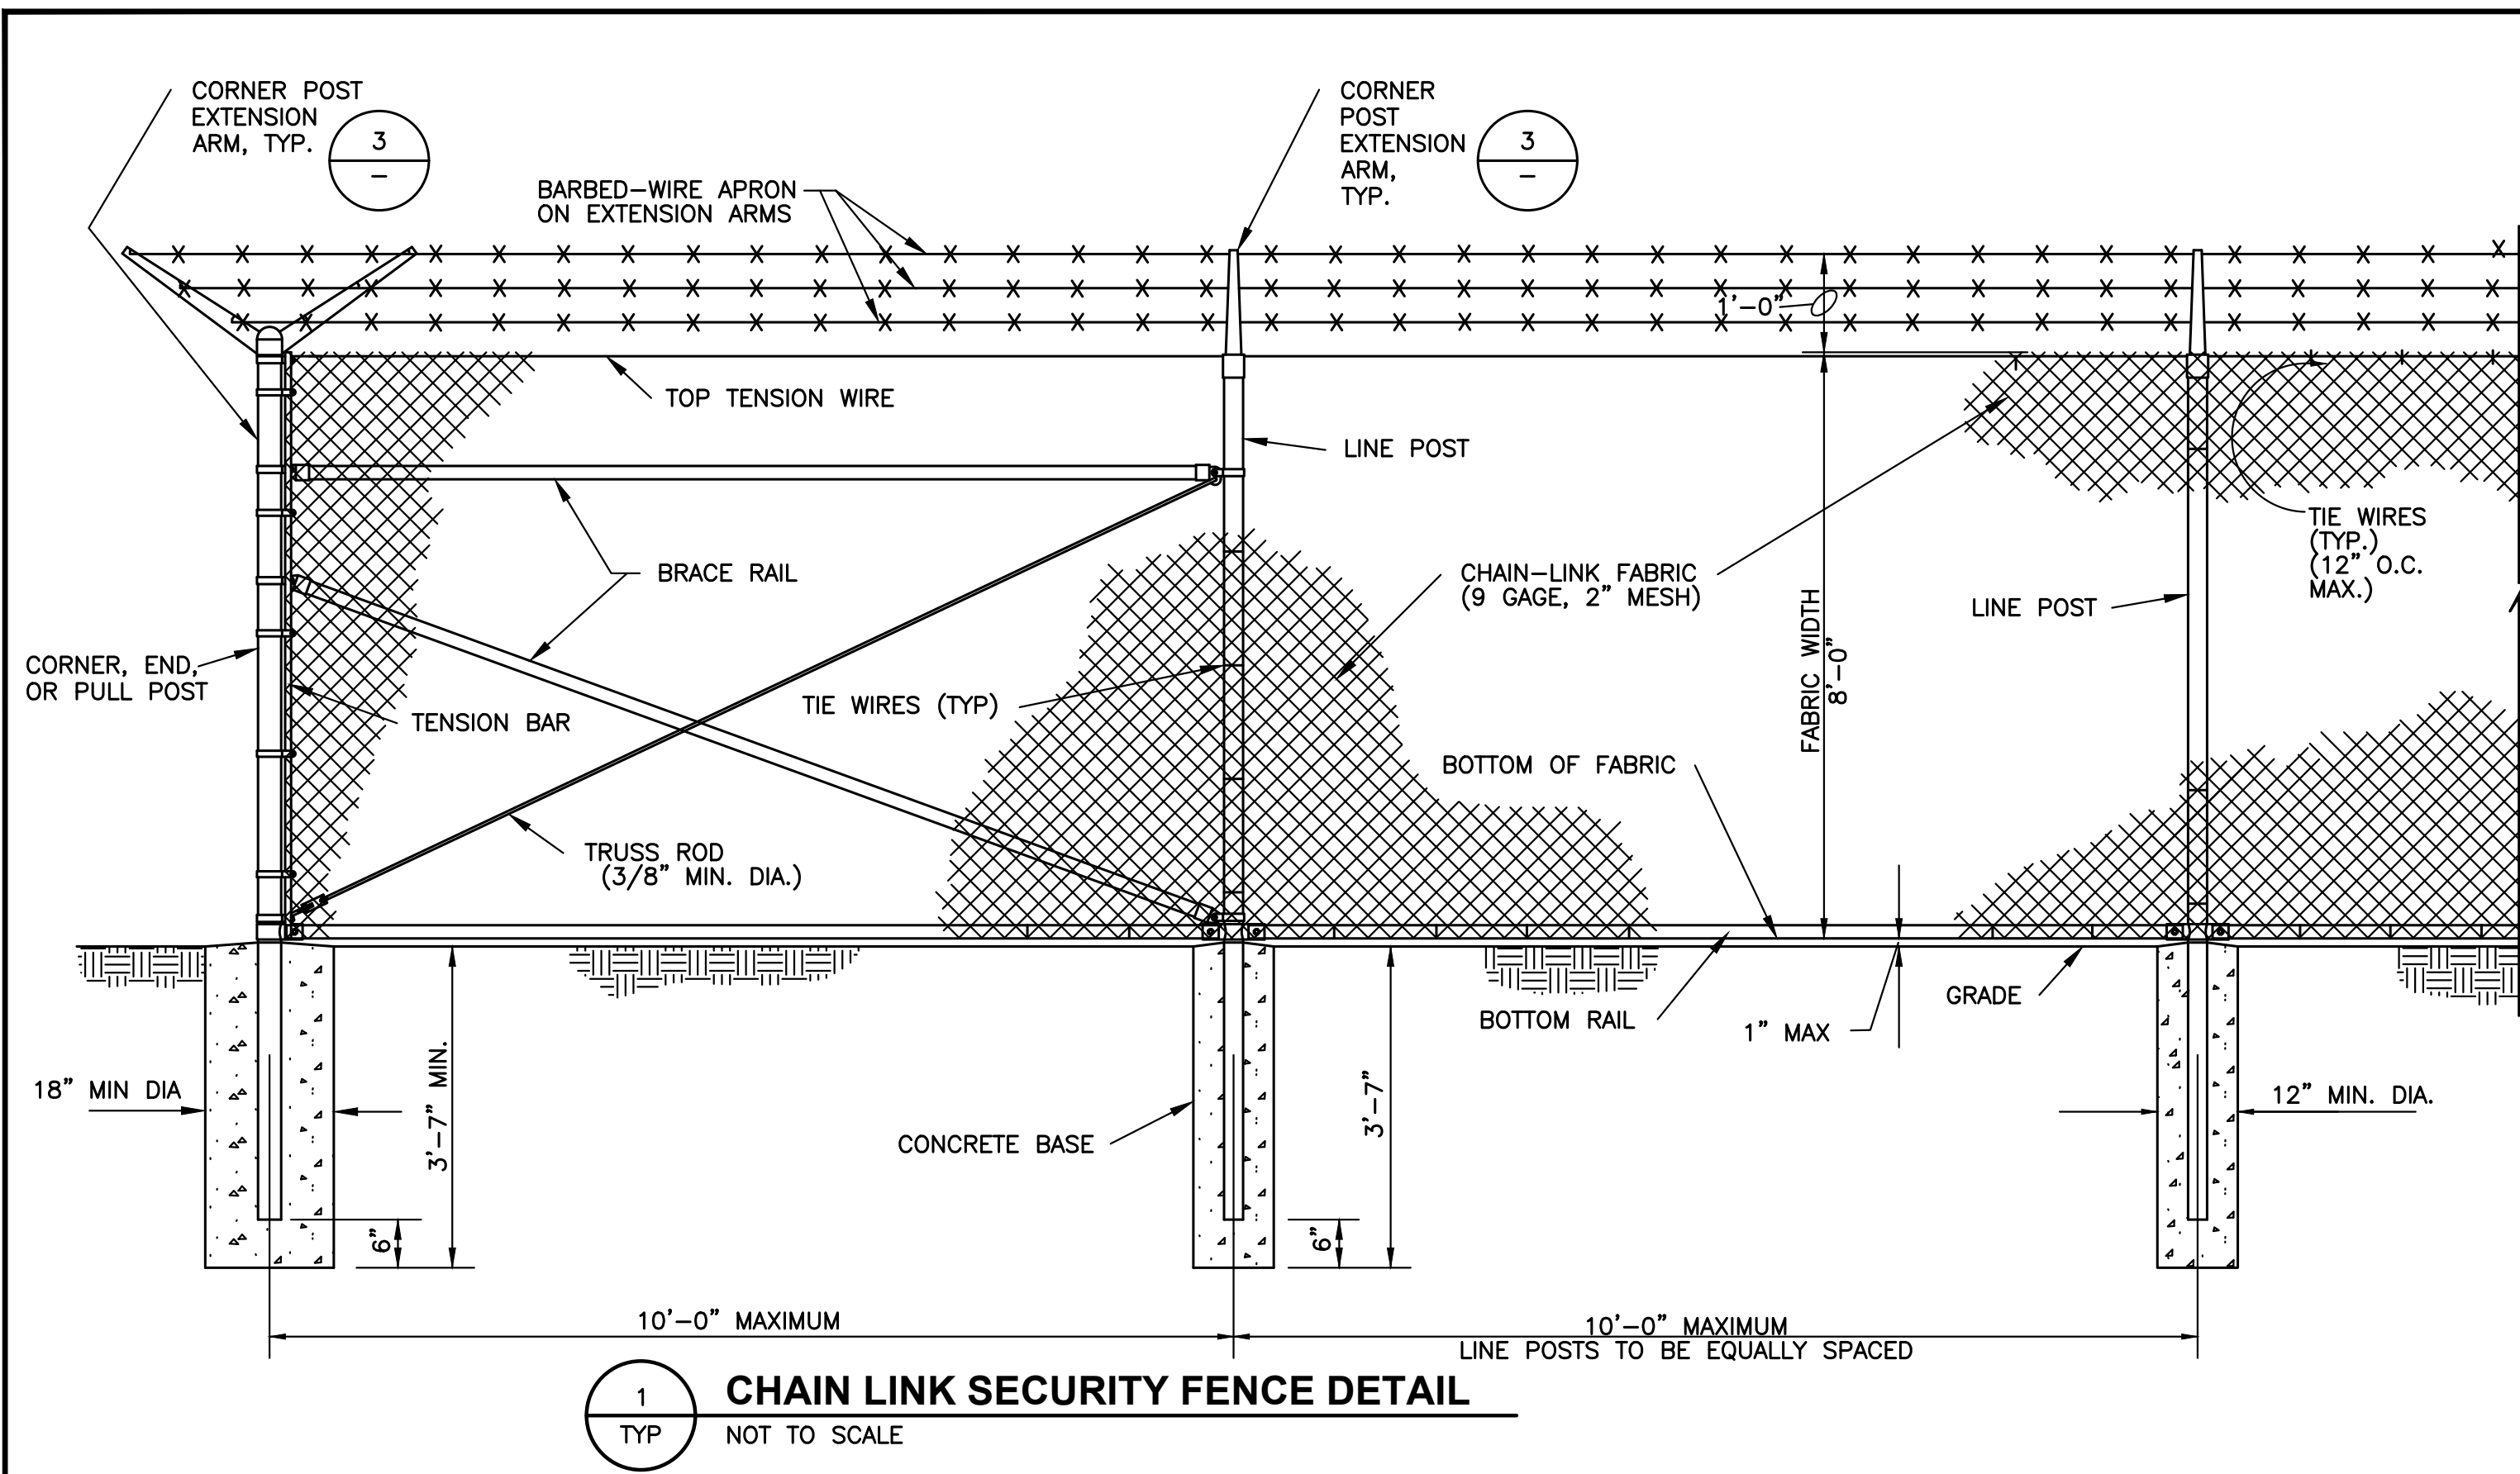 CORNER POST
EXTENSION
ARM, TYP.
3
–
CORNER
POST
EXTENSION
ARM,
TYP.
3
–
BARBED–WIRE APRON
ON EXTENSION ARMS
1'–0"
TOP TENSION WIRE
LINE POST
BRACE RAIL
CHAIN–LINK FABRIC
(9 GAGE, 2" MESH)
TIE WIRES
(TYP.)
(12" O.C.
MAX.)
LINE POST
FABRIC WIDTH
8'–0"
CORNER, END,
OR PULL POST
TENSION BAR
TIE WIRES (TYP)
BOTTOM OF FABRIC
TRUSS ROD
(3/8" MIN. DIA.)
GRADE
BOTTOM RAIL
1" MAX
18" MIN DIA
3'–7" MIN.
6"
CONCRETE BASE
3'–7"
6"
12" MIN. DIA.
10'–0" MAXIMUM
10'–0" MAXIMUM
LINE POSTS TO BE EQUALLY SPACED
1
TYP
CHAIN LINK SECURITY FENCE DETAIL
NOT TO SCALE